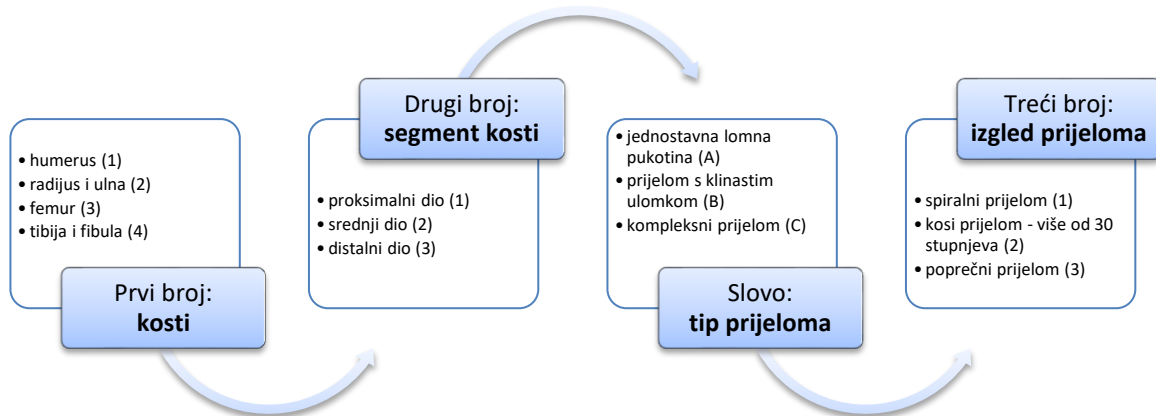 • humerus (1)
• radijus i ulna (2)
• femur (3)
• tibija i fibula (4)
Prvi broj:
kosti
Drugi broj:
segment kosti
• proksimalni dio (1)
• srednji dio (2)
• distalni dio (3)
• jednostavna lomna
pukotina (A)
• prijelom s klinastim
ulomkom (B)
• kompleksni prijelom (C)
Slovo:
tip prijeloma
Treći broj:
izgled prijeloma
• spiralni prijelom (1)
• kosi prijelom - više od 30
stupnjeva (2)
• poprečni prijelom (3)